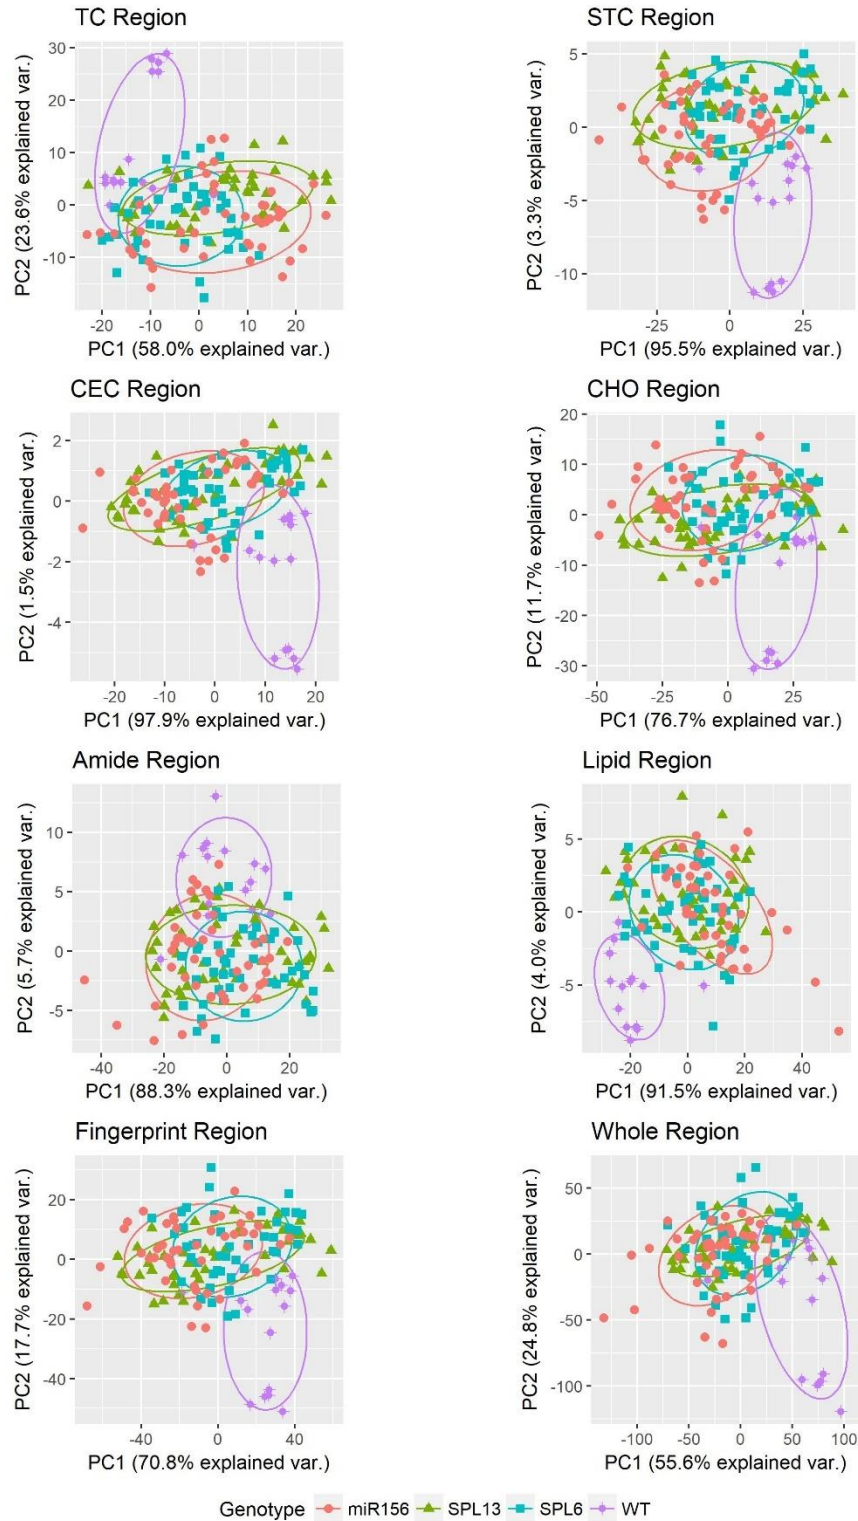 TC Region
30
20
10
0
-10
PC2 (23.6% explained var.)
-20 -10 0 10 20
PC1 (58.0% explained var.)
STC Region
5
0
-5
-10
PC2 (3.3% explained var.)
-25 0 25
PC1 (95.5% explained var.)
CEC Region
2
0
-2
-4
PC2 (1.5% explained var.)
-20 -10 0 10 20
PC1 (97.9% explained var.)
CHO Region
20
10
0
-10
-20
-30
PC2 (11.7% explained var.)
-50 -25 0 25
PC1 (76.7% explained var.)
Amide Region
10
5
0
-5
PC2 (5.7% explained var.)
-40 -20 0 20
PC1 (88.3% explained var.)
Lipid Region
5
0
-5
PC2 (4.0% explained var.)
-20 0 20 40
PC1 (91.5% explained var.)
Fingerprint Region
20
0
-20
-40
PC2 (17.7% explained var.)
-40 0 40
PC1 (70.8% explained var.)
Whole Region
50
0
-50
-100
PC2 (24.8% explained var.)
-100 -50 0 50 100
PC1 (55.6% explained var.)
Genotype miR156 SPL13 SPL6 WT